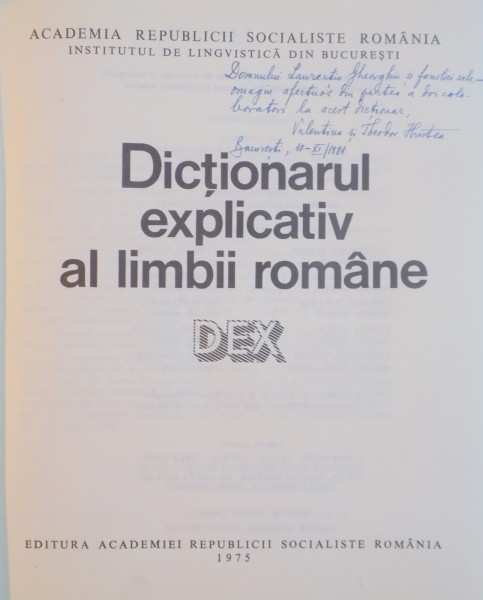 ACADEMIA REPUBLICII SOCIALISTE ROMÂNIA
INSTITUTUL DE LINGVISTICĂ DIN BUCUREȘTI
Domnului Laurentiu Gheorghiu și familiei sale
omagiu afectuos din partea a doi cola-
boratori la acest dicționar,
Valentina și Theodor Hristea
București, 10-XI/1981
Dicționarul
explicativ
al limbii române
DEX
EDITURA ACADEMIEI REPUBLICII SOCIALISTE ROMÂNIA
1975